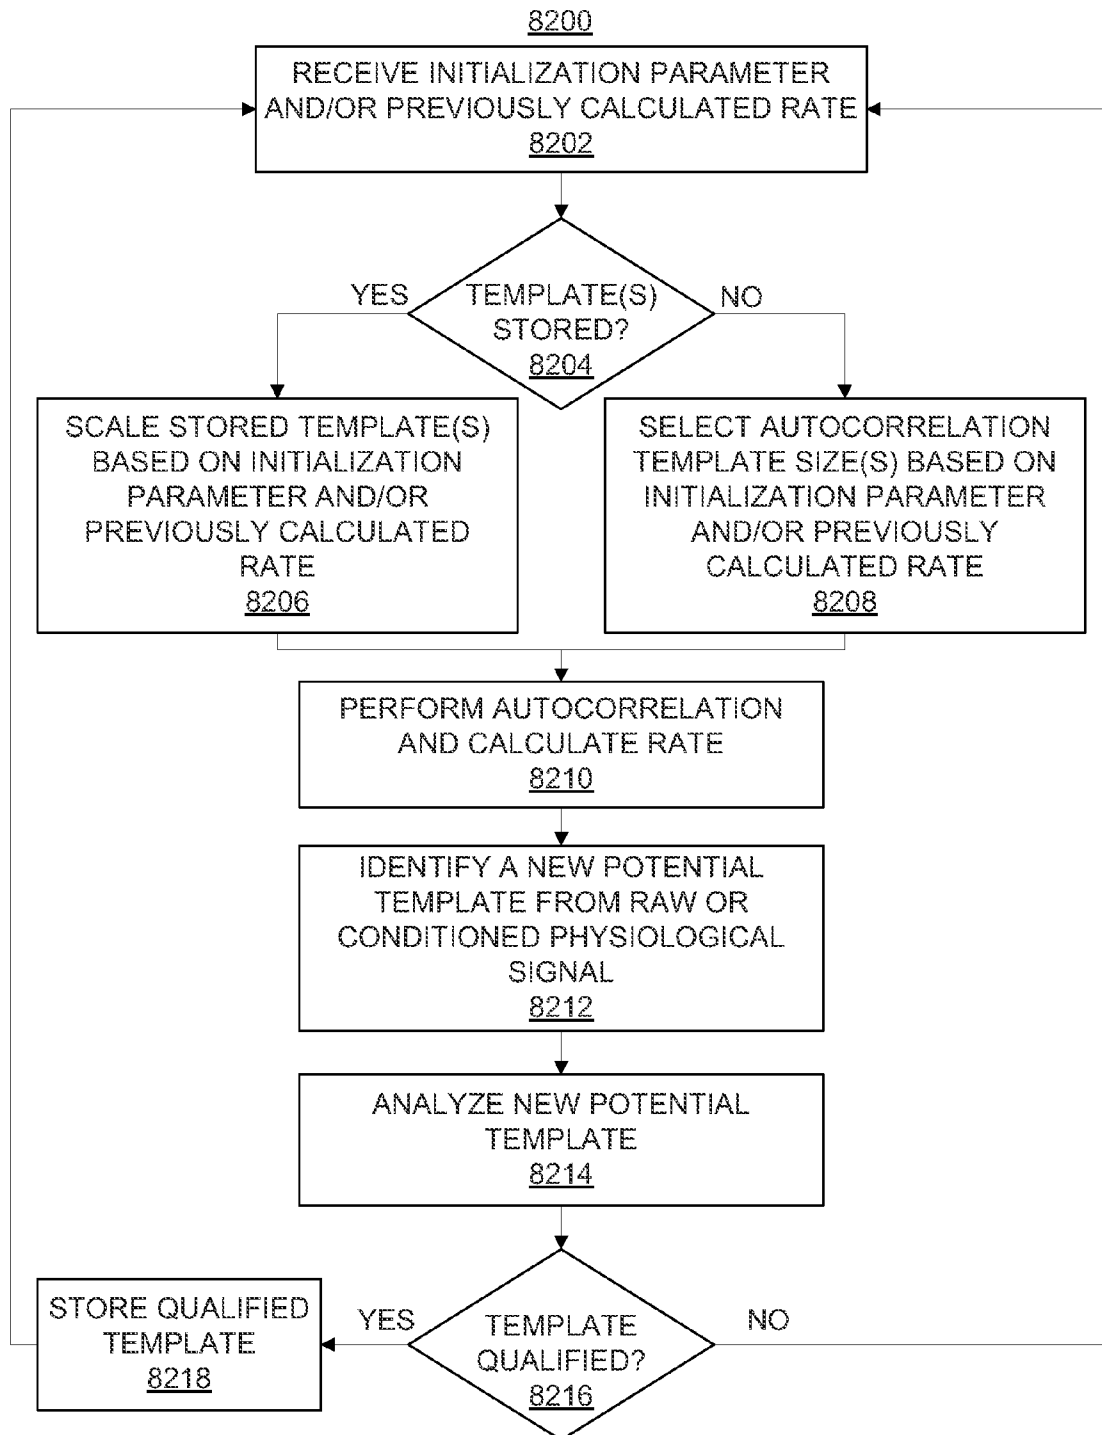 8200
RECEIVE INITIALIZATION PARAMETER
AND/OR PREVIOUSLY CALCULATED RATE
8202
YES
TEMPLATE(S)
STORED?
8204
NO
SCALE STORED TEMPLATE(S)
BASED ON INITIALIZATION
PARAMETER AND/OR
PREVIOUSLY CALCULATED
RATE
8206
SELECT AUTOCORRELATION
TEMPLATE SIZE(S) BASED ON
INITIALIZATION PARAMETER
AND/OR PREVIOUSLY
CALCULATED RATE
8208
PERFORM AUTOCORRELATION
AND CALCULATE RATE
8210
IDENTIFY A NEW POTENTIAL
TEMPLATE FROM RAW OR
CONDITIONED PHYSIOLOGICAL
SIGNAL
8212
ANALYZE NEW POTENTIAL
TEMPLATE
8214
STORE QUALIFIED
TEMPLATE
8218
YES
TEMPLATE
QUALIFIED?
8216
NO